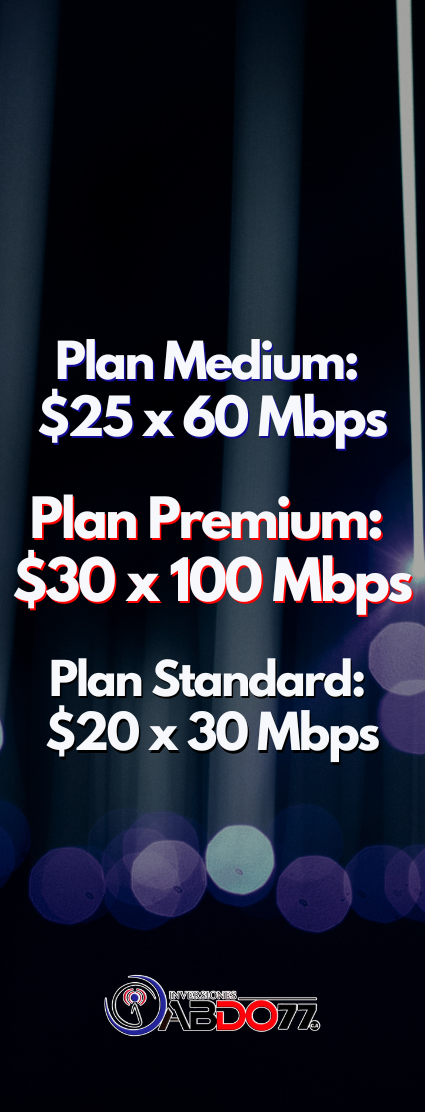 Plan Medium:
$25 x 60 Mbps
Plan Premium:
$30 x 100 Mbps
Plan Standard:
$20 x 30 Mbps
INVERSIONES
ABDO77 C.A